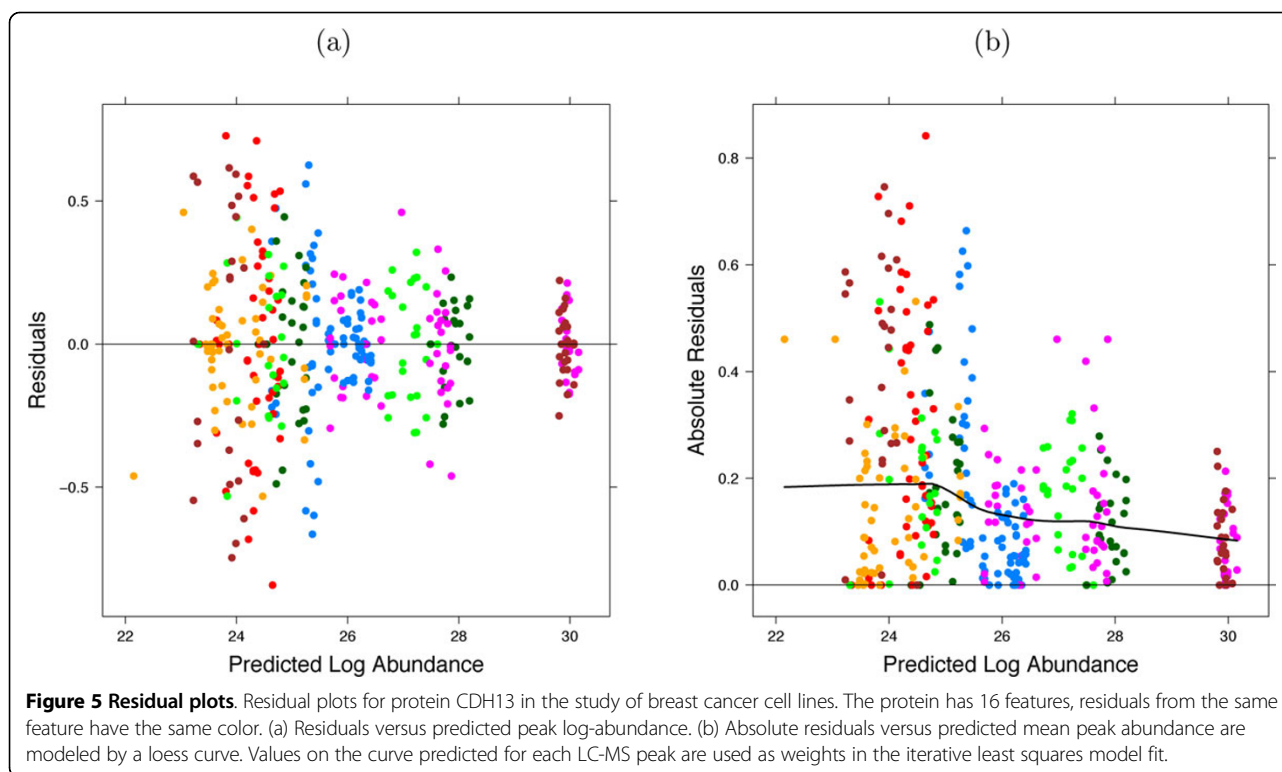 (a)
(b)
Residuals
0.5
0.0
−0.5
22
24
26
28
30
Predicted Log Abundance
Absolute Residuals
0.8
0.6
0.4
0.2
0.0
22
24
26
28
30
Predicted Log Abundance
Figure 5 Residual plots. Residual plots for protein CDH13 in the study of breast cancer cell lines. The protein has 16 features, residuals from the same
feature have the same color. (a) Residuals versus predicted peak log-abundance. (b) Absolute residuals versus predicted mean peak abundance are
modeled by a loess curve. Values on the curve predicted for each LC-MS peak are used as weights in the iterative least squares model fit.